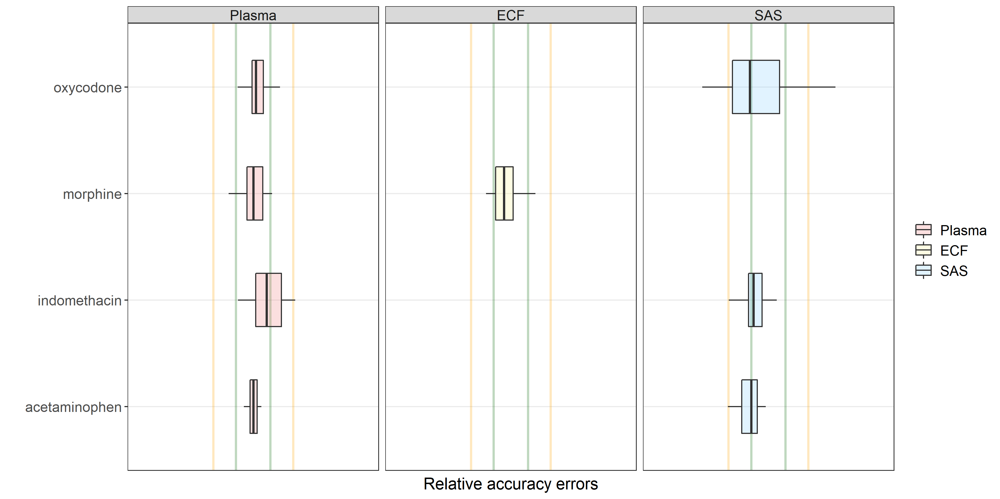 Plasma
ECF
SAS
oxycodone
morphine
indomethacin
acetaminophen
Relative accuracy errors
Plasma
ECF
SAS